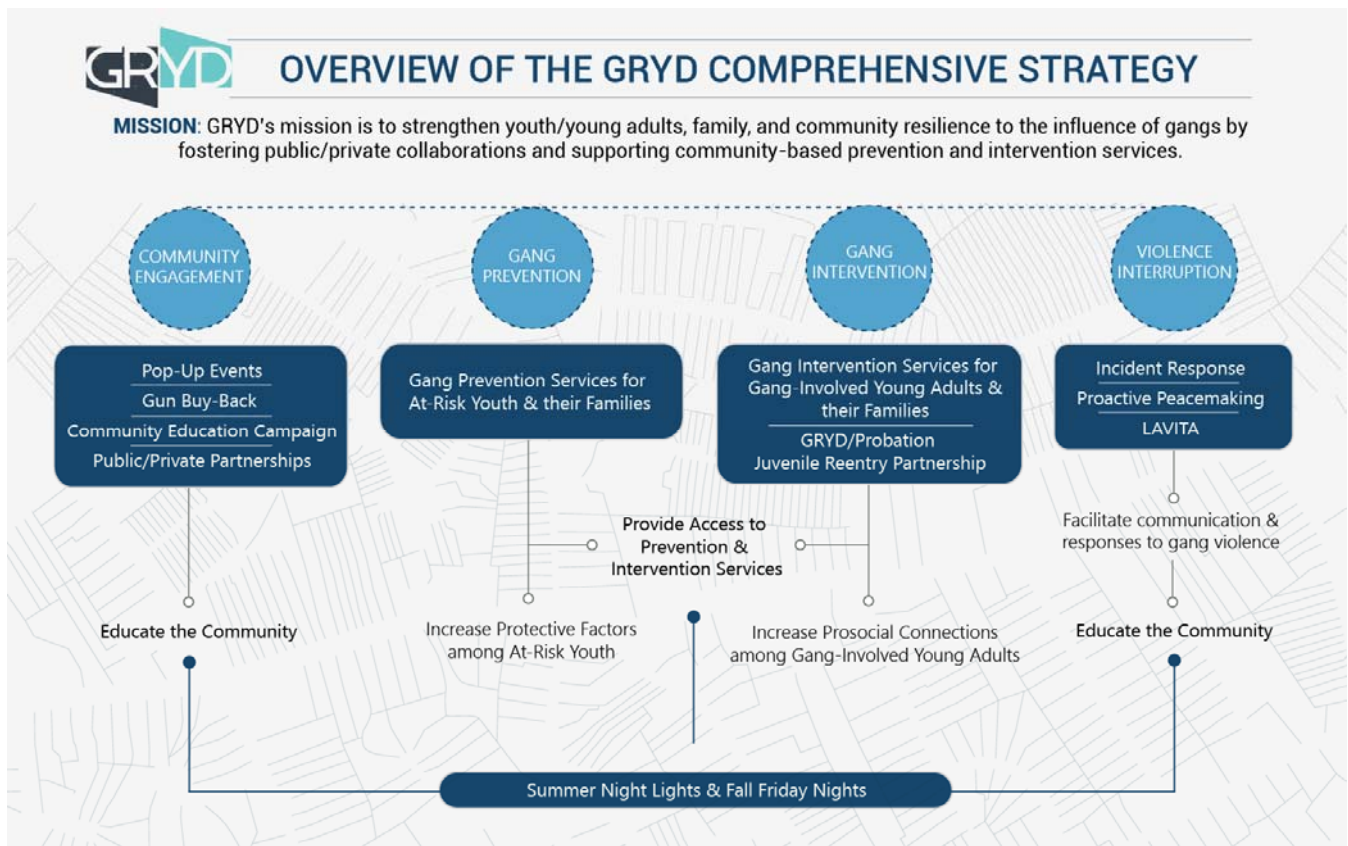 GRYD
OVERVIEW OF THE GRYD COMPREHENSIVE STRATEGY
MISSION: GRYD's mission is to strengthen youth/young adults, family, and community resilience to the influence of gangs by
fostering public/private collaborations and supporting community-based prevention and intervention services.
COMMUNITY
ENGAGEMENT
GANG
PREVENTION
GANG
INTERVENTION
VIOLENCE
INTERRUPTION
Pop-Up Events
Gun Buy-Back
Community Education Campaign
Public/Private Partnerships
Gang Prevention Services for
At-Risk Youth & their Families
Gang Intervention Services for
Gang-Involved Young Adults &
their Families
GRYD/Probation
Juvenile Reentry Partnership
Incident Response
Proactive Peacemaking
LAVITA
Provide Access to
Prevention &
Intervention Services
Facilitate communication &
responses to gang violence
Educate the Community
Increase Protective Factors
among At-Risk Youth
Increase Prosocial Connections
among Gang-Involved Young Adults
Educate the Community
Summer Night Lights & Fall Friday Nights